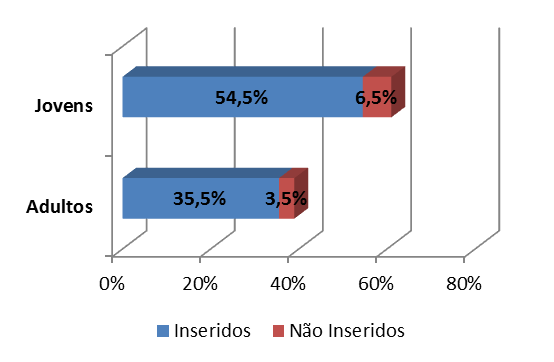 Jovens
54,5%
6,5%
Adultos
35,5%
3,5%
0%
20%
40%
60%
80%
Inseridos
Não Inseridos